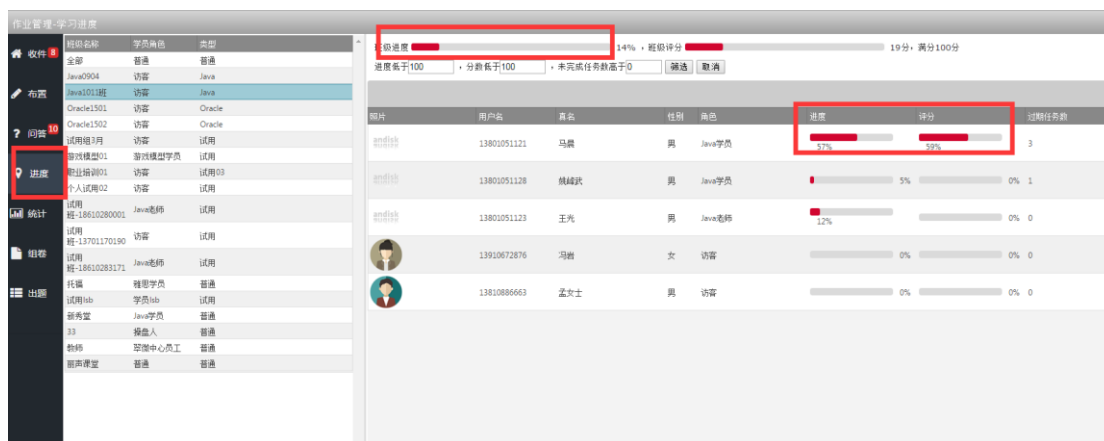 作业管理-学习进度
收件 8
布置
问答 10
进度
统计
组卷
出题
班级名称 学员角色 类型
全部 普通 普通
Java0904 访客 Java
Java1011班 访客 Java
Oracle1501 访客 Oracle
Oracle1502 访客 Oracle
试用组3月 访客 试用
游戏模型01 游戏模型学员 试用
职业培训01 访客 试用03
个人试用02 访客 试用
试用
班-18610280001 Java老师 试用
试用
班-13701170190 访客 试用
试用
班-18610283171 Java老师 试用
托福 雅思学员 普通
试用lsb 学员lsb 试用
新秀堂 Java学员 普通
33 操盘人 普通
教师 翠微中心员工 普通
丽声课堂 普通 普通
班级进度 14% ，班级评分 19分，满分100分
进度低于100 ，分数低于100 ，未完成任务数高于0 筛选 取消
照片 用户名 真名 性别 角色 进度 评分 过期任务数
andisk 13801051121 马晨 男 Java学员 57% 59% 3
andisk 13801051128 男 Java学员 5% 0% 1
andisk 13801051123 王光 男 Java老师 12% 0% 0
13910672876 冯岩 女 访客 0% 0% 0
13810886663 孟女士 男 访客 0% 0% 0